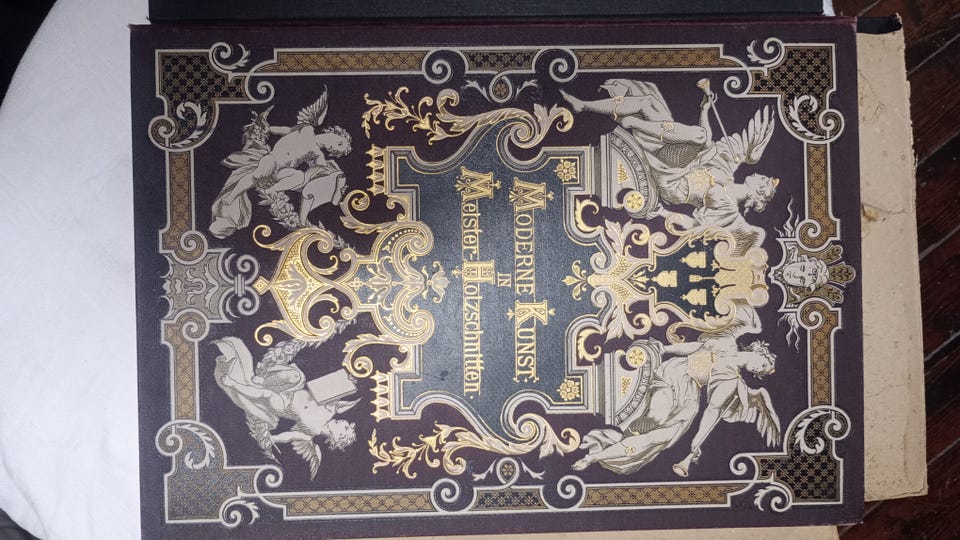 MODERNE KUNST
IN
Meister-Holzschnitten.